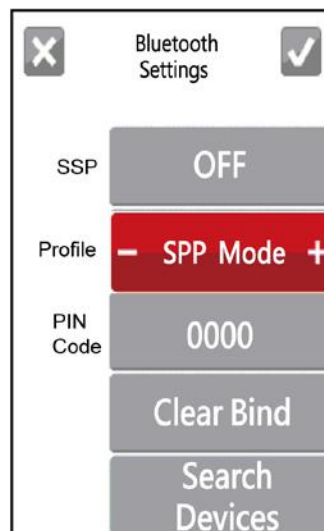 Bluetooth
Settings
SSP
OFF
Profile
− SPP Mode +
PIN
Code
0000
Clear Bind
Search
Devices